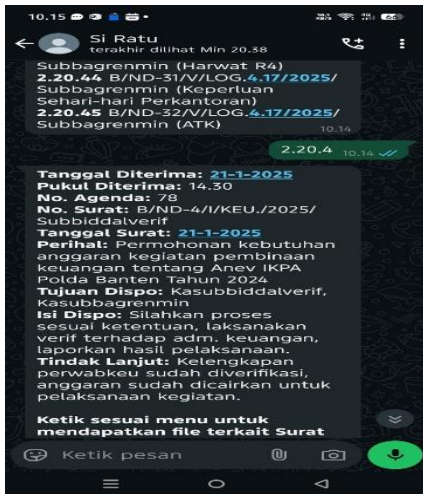 10.15
Si Ratu
terakhir dilihat Min 20.38
Subbagrenmin (Harwat R4)
2.20.44 B/ND-31/V/LOG.4.17/2025/
Subbagrenmin (Keperluan
Sehari-hari Perkantoran)
2.20.45 B/ND-32/V/LOG.4.17/2025/
Subbagrenmin (ATK)
10.14
2.20.4 10.14
Tanggal Diterima: 21-1-2025
Pukul Diterima: 14.30
No. Agenda: 78
No. Surat: B/ND-4/I/KEU./2025/
Subbiddalverif
Tanggal Surat: 21-1-2025
Perihal: Permohonan kebutuhan
anggaran kegiatan pembinaan
keuangan tentang Anev IKPA
Polda Banten Tahun 2024
Tujuan Dispo: Kasubbiddalverif,
Kasubbagrenmin
Isi Dispo: Silahkan proses
sesuai ketentuan, laksanakan
verif terhadap adm. keuangan,
laporkan hasil pelaksanaan.
Tindak Lanjut: Kelengkapan
perwabkeu sudah diverifikasi,
anggaran sudah dicairkan untuk
pelaksanaan kegiatan.
Ketik sesuai menu untuk
mendapatkan file terkait Surat
Ketik pesan